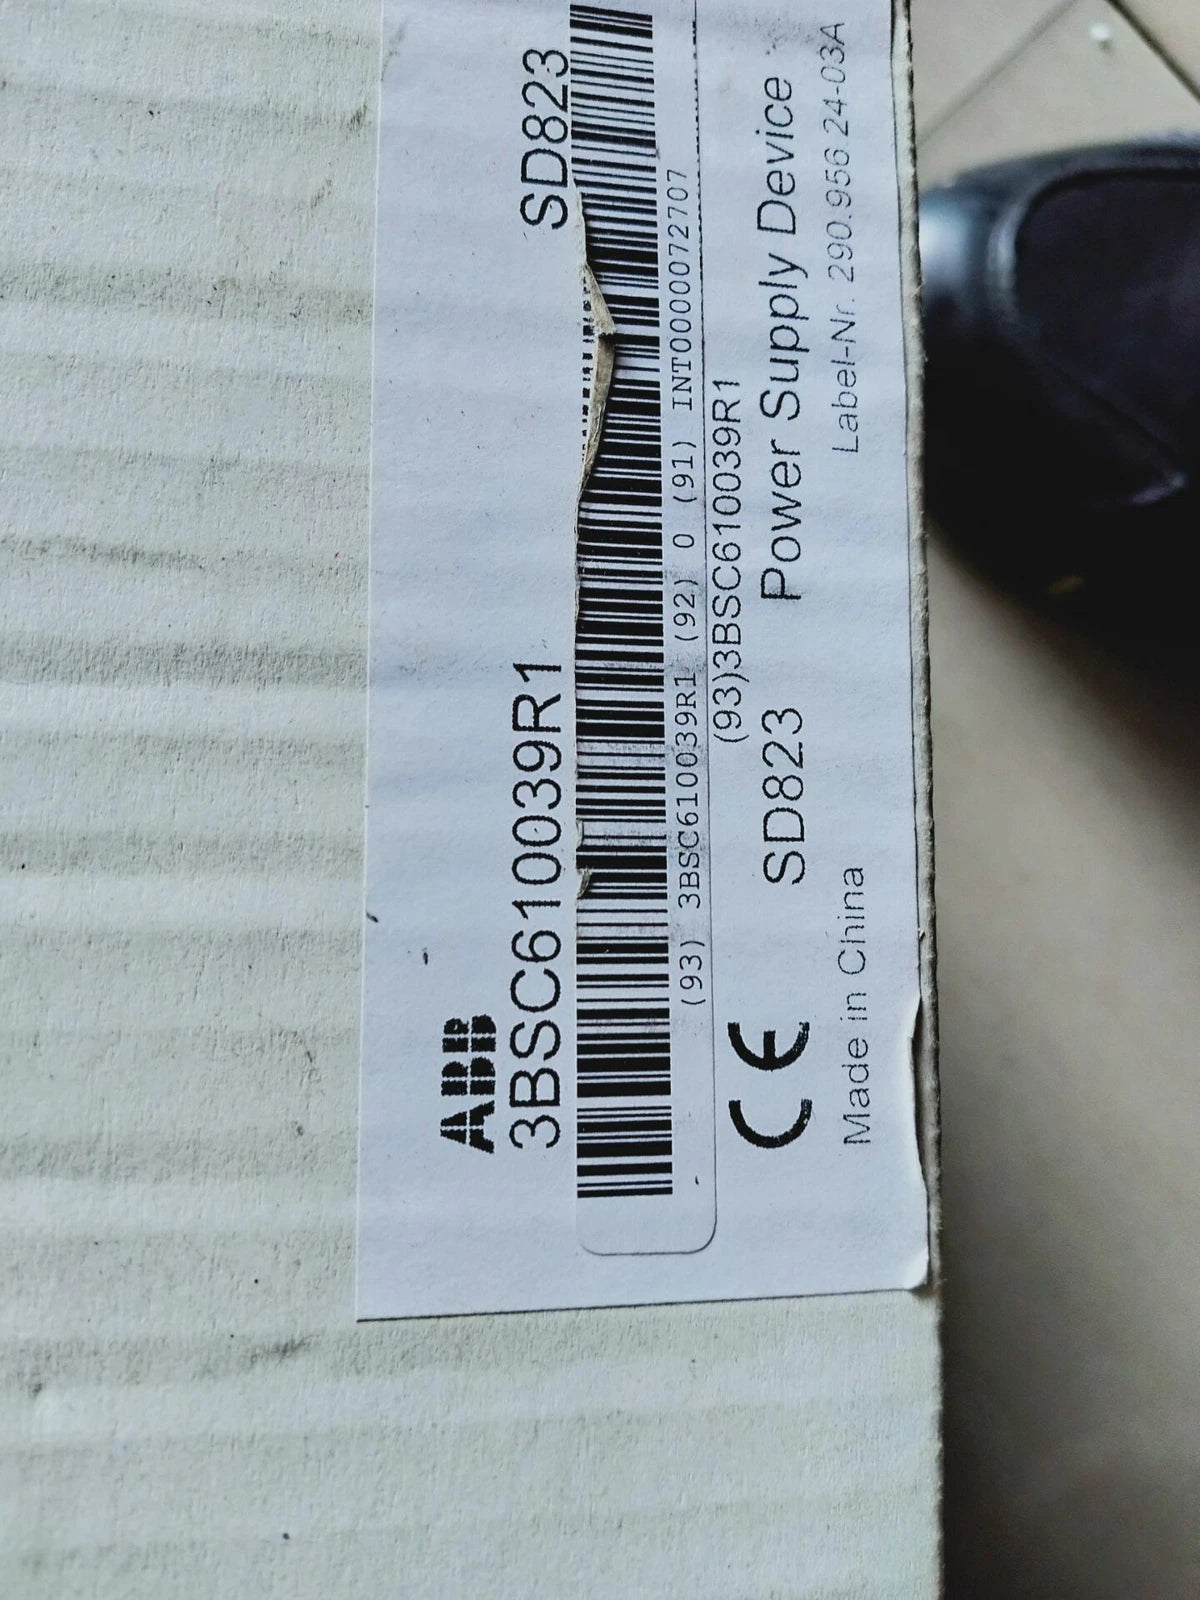 ABB
3BSC610039R1 SD823
(93) 3BSC610039R1 (92) 0 (91) INT0000072707
(93)3BSC610039R1
CE SD823 Power Supply Device
Made in China Label-Nr. 290.956.24-03A